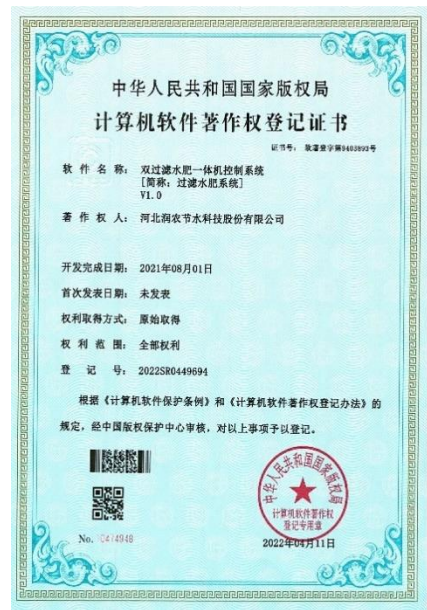 中华人民共和国国家版权局
计算机软件著作权登记证书
证书号： 软著登字第9403893号
软件名称： 双过滤水肥一体机控制系统
[简称：过滤水肥系统]
V1.0
著作权人： 河北润农节水科技股份有限公司
开发完成日期： 2021年08月01日
首次发表日期： 未发表
权利取得方式： 原始取得
权利范围： 全部权利
登记号： 2022SR0449694
根据《计算机软件保护条例》和《计算机软件著作权登记办法》的
规定，经中国版权保护中心审核，对以上事项予以登记。
中华人民共和国国家版权局
计算机软件著作权
登记专用章
No.
2022年04月11日